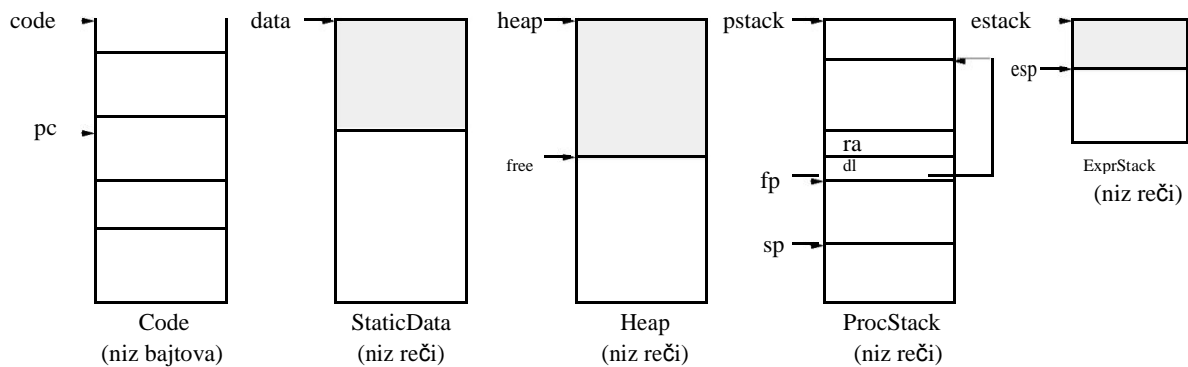 code
data
heap
pstack
estack
esp
pc
ra
free
dl
fp
sp
ExprStack
(niz reči)
Code
StaticData
Heap
ProcStack
(niz bajtova)
(niz reči)
(niz reči)
(niz reči)